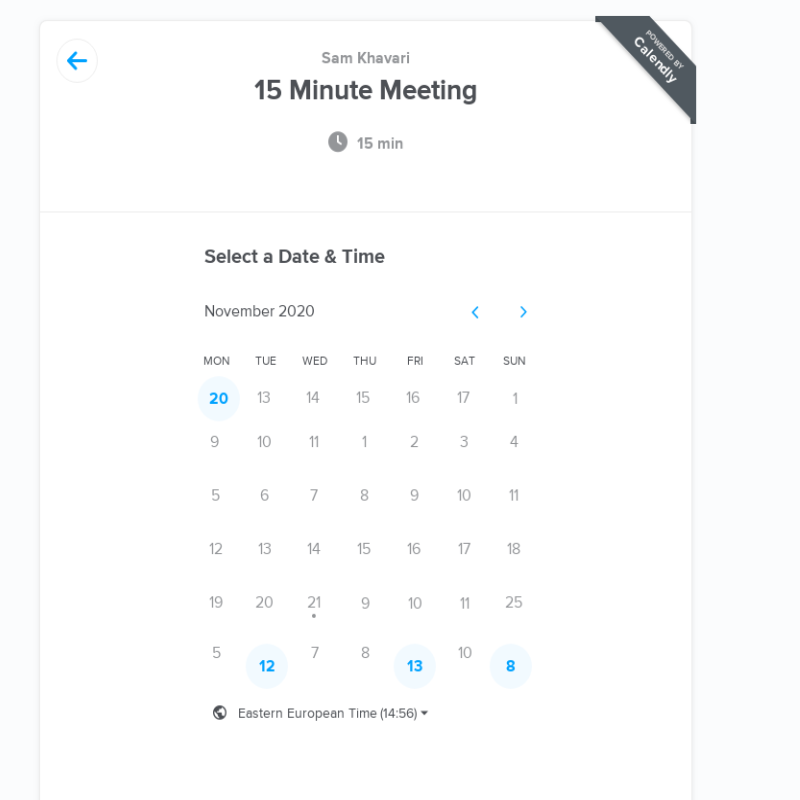 POWERED BY
Calendly
Sam Khavari
15 Minute Meeting
15 min
Select a Date & Time
November 2020
MON TUE WED THU FRI SAT SUN
20 13 14 15 16 17 1
9 10 11 1 2 3 4
5 6 7 8 9 10 11
12 13 14 15 16 17 18
19 20 21 9 10 11 25
5 12 7 8 13 10 8
Eastern European Time (14:56)